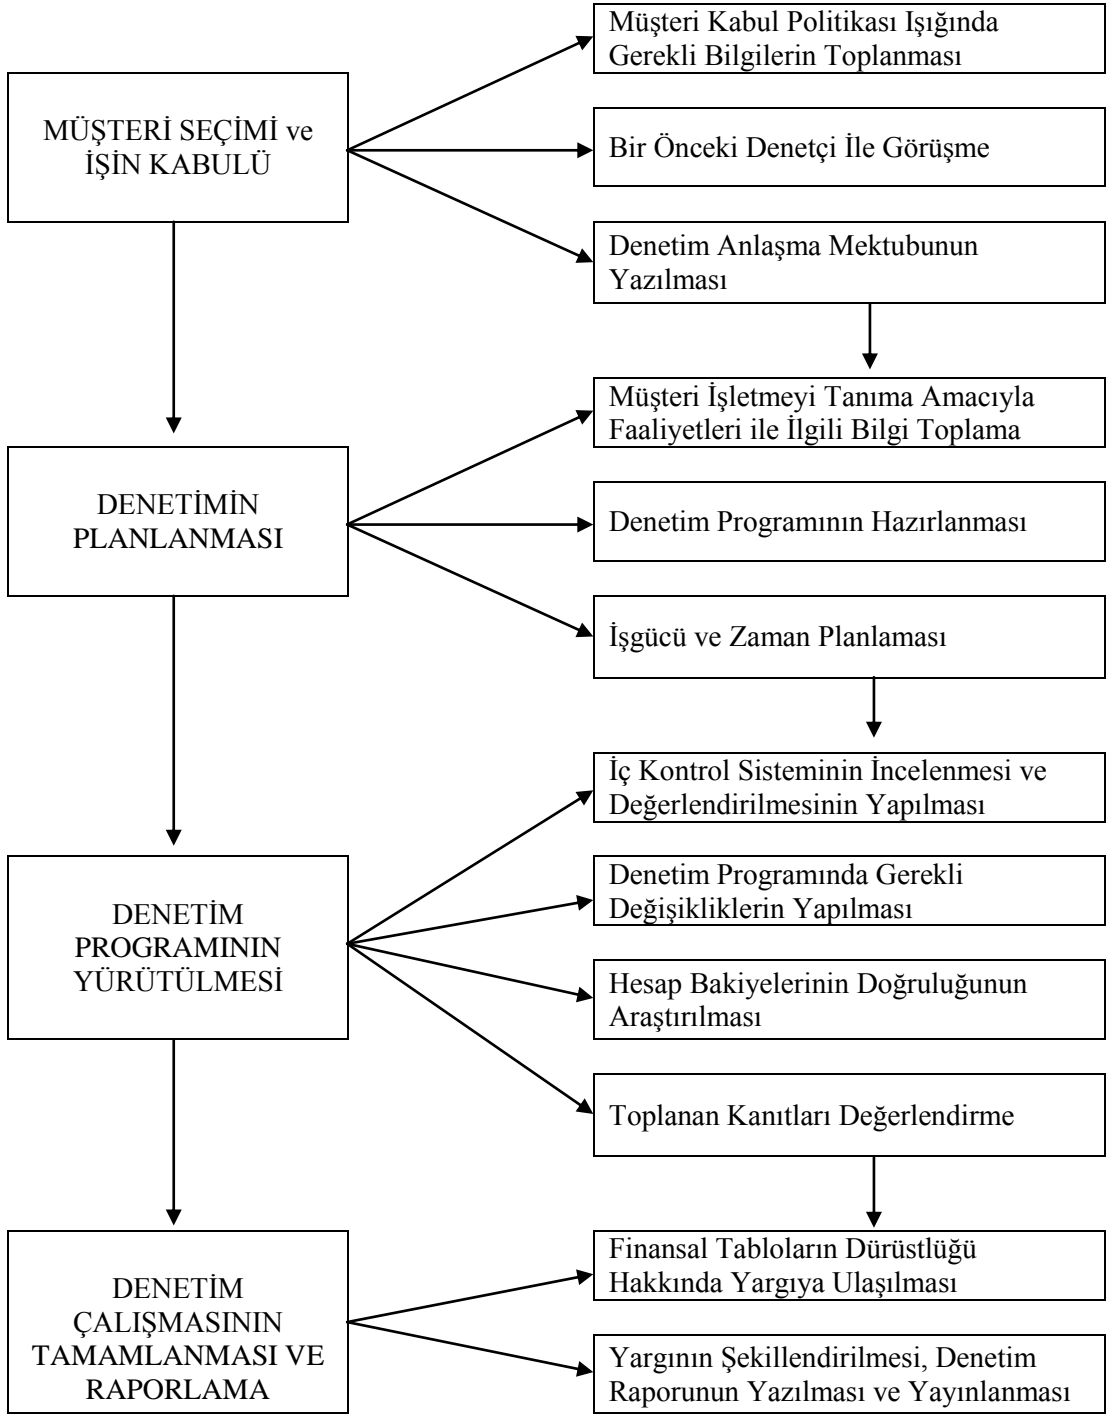 MÜŞTERİ SEÇİMİ ve
İŞİN KABULÜ
Müşteri Kabul Politikası Işığında
Gerekli Bilgilerin Toplanması
Bir Önceki Denetçi İle Görüşme
Denetim Anlaşma Mektubunun
Yazılması
DENETİMİN
PLANLANMASI
Müşteri İşletmeyi Tanıma Amacıyla
Faaliyetleri ile İlgili Bilgi Toplama
Denetim Programının Hazırlanması
İşgücü ve Zaman Planlaması
DENETİM
PROGRAMININ
YÜRÜTÜLMESİ
İç Kontrol Sisteminin İncelenmesi ve
Değerlendirilmesinin Yapılması
Denetim Programında Gerekli
Değişikliklerin Yapılması
Hesap Bakiyelerinin Doğruluğunun
Araştırılması
Toplanan Kanıtları Değerlendirme
DENETİM
ÇALIŞMASININ
TAMAMLANMASI VE
RAPORLAMA
Finansal Tabloların Dürüstlüğü
Hakkında Yargıya Ulaşılması
Yargının Şekillendirilmesi, Denetim
Raporunun Yazılması ve Yayınlanması